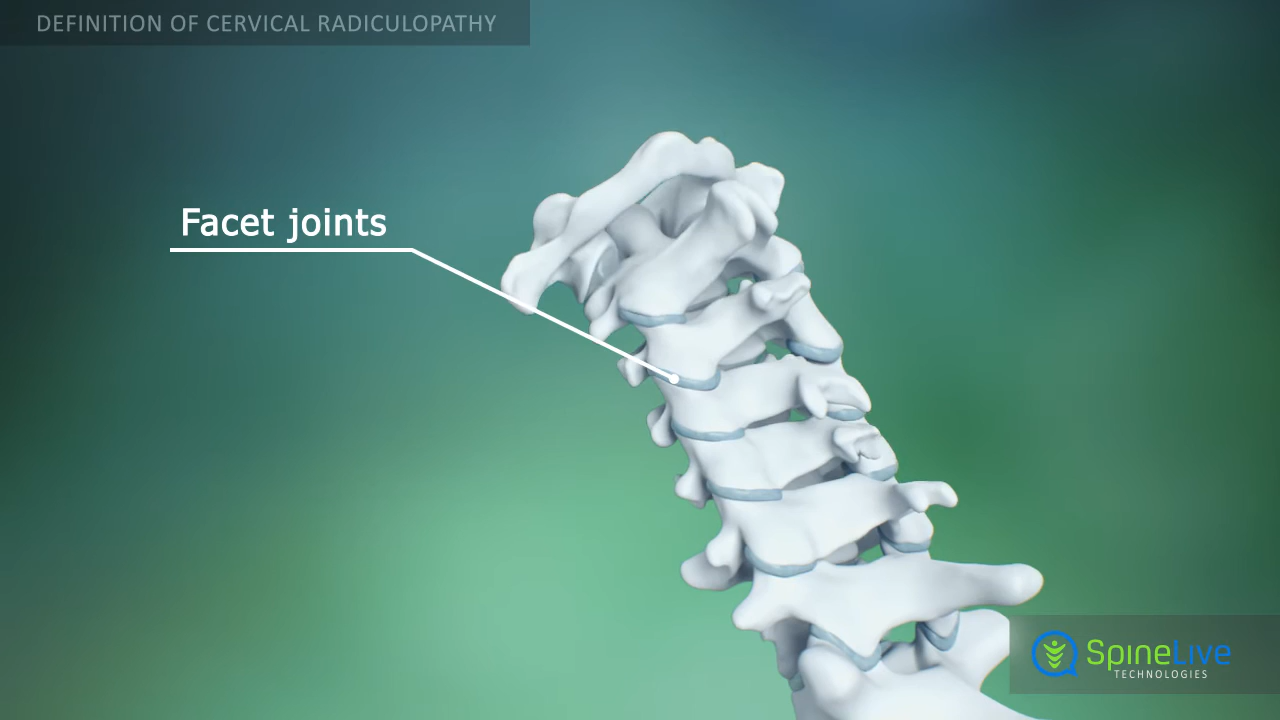 DEFINITION OF CERVICAL RADICULOPATHY
Facet joints
SpineLive
TECHNOLOGIES